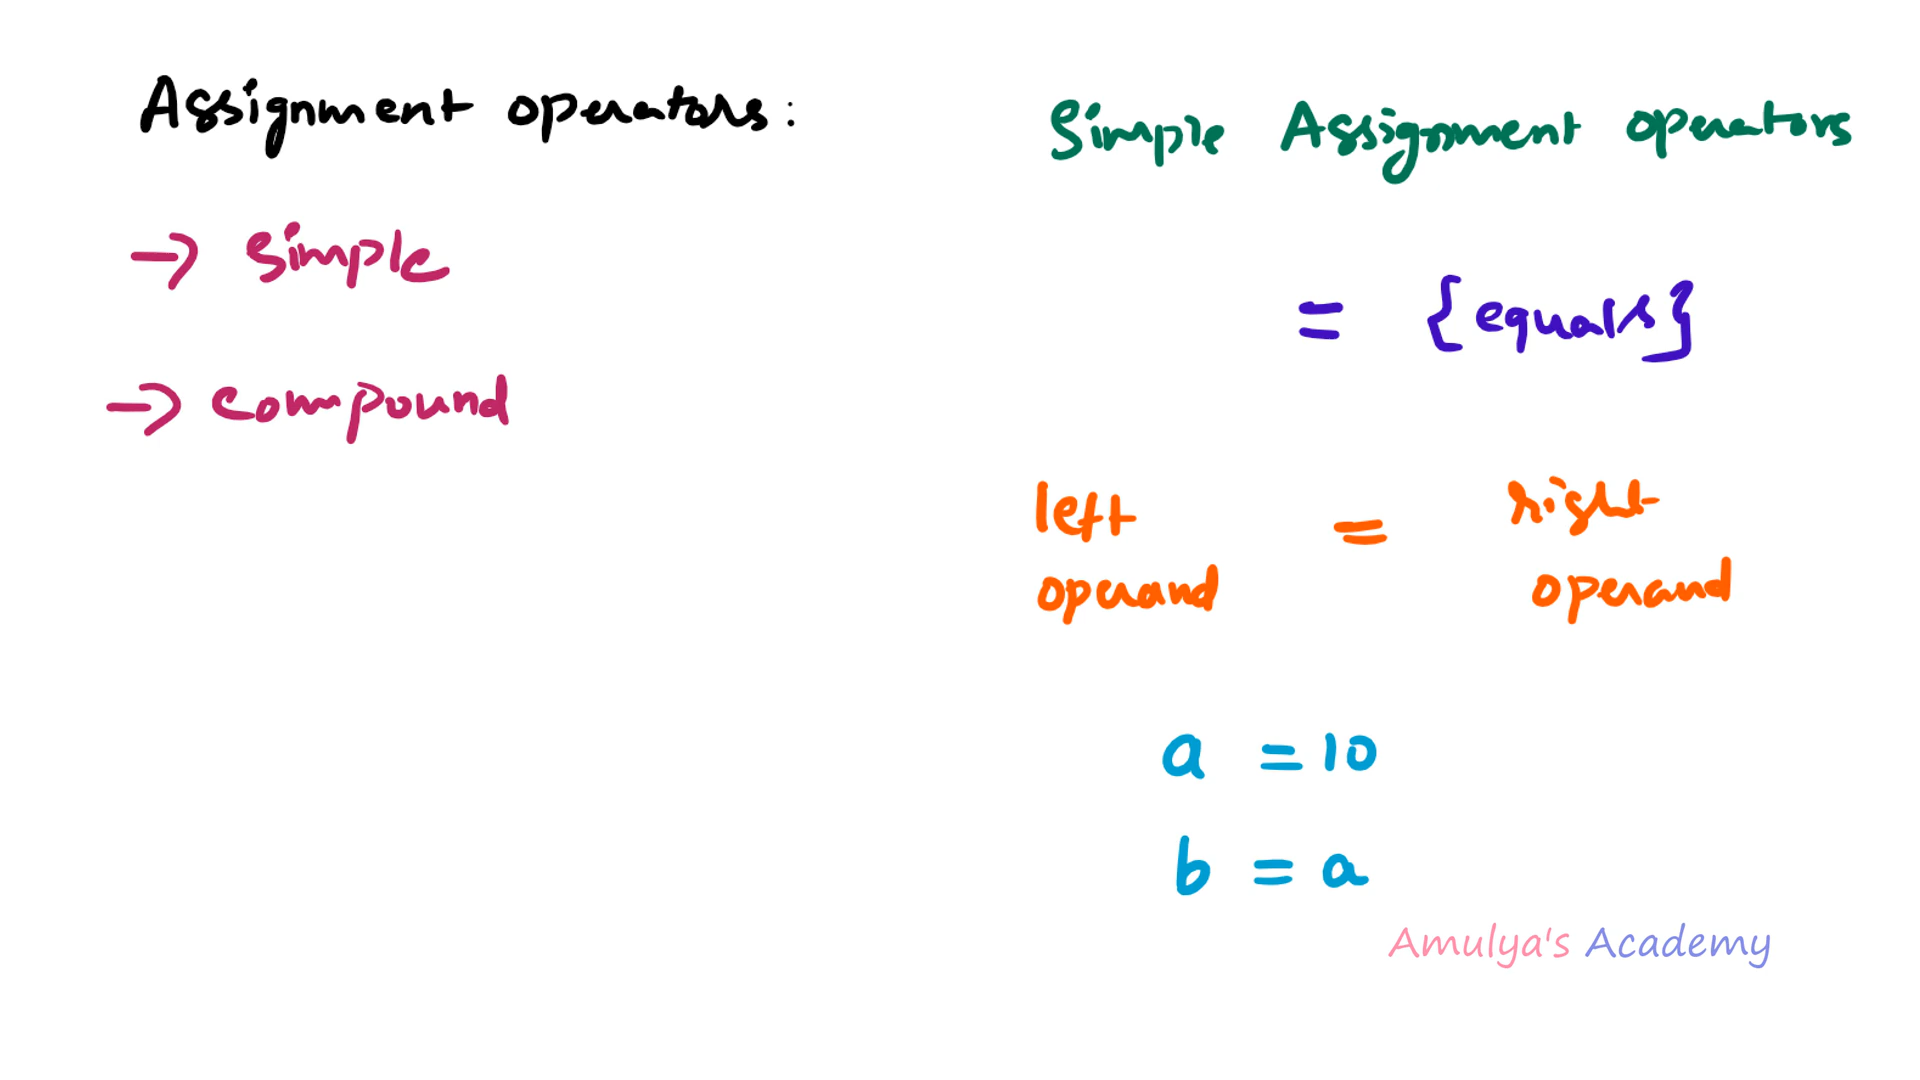 Assignment operators:
→ Simple
→ compound
Simple Assignment operators
= {equals}
left = right
operand operand
a = 10
b = a
Amulya's Academy